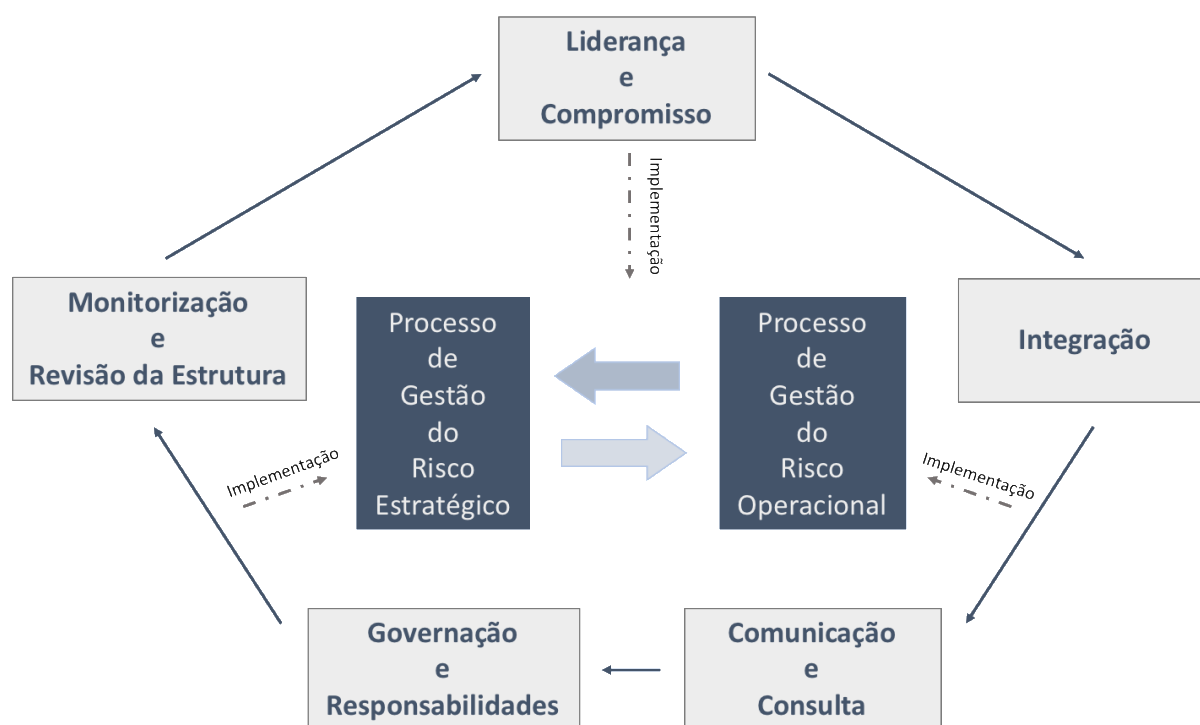 Liderança
e
Compromisso
Implementação
Monitorização
e
Revisão da Estrutura
Processo
de
Gestão
do
Risco
Estratégico
Processo
de
Gestão
do
Risco
Operacional
Integração
Implementação
Implementação
Governação
e
Responsabilidades
Comunicação
e
Consulta